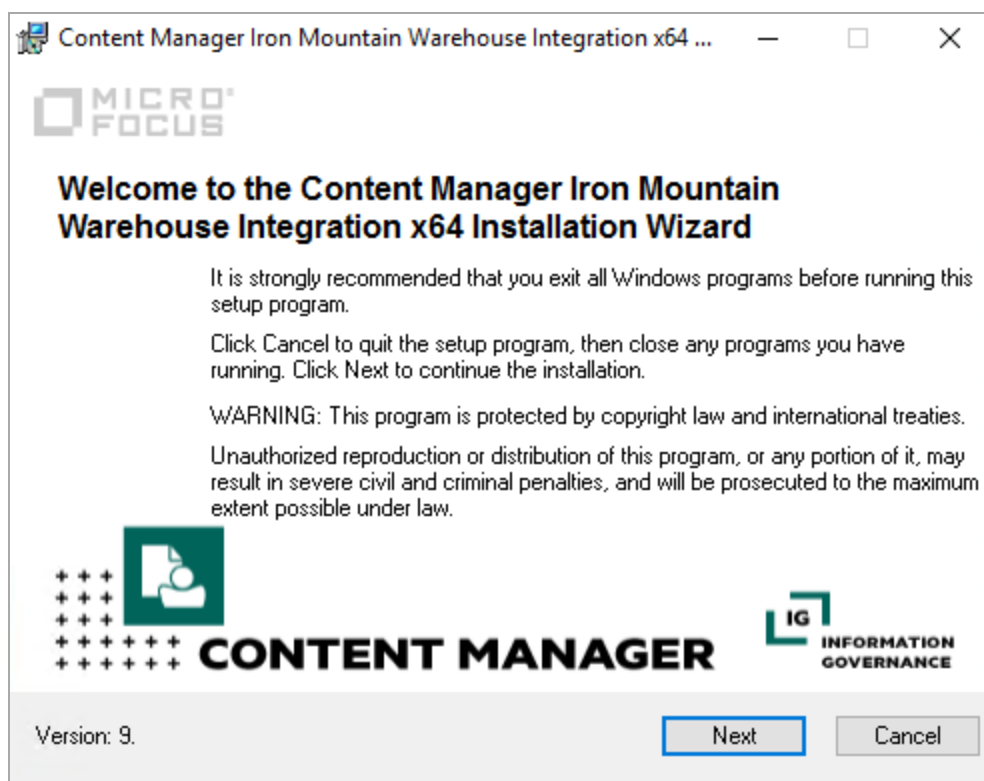 Content Manager Iron Mountain Warehouse Integration x64 ...
MICRO
FOCUS
Welcome to the Content Manager Iron Mountain
Warehouse Integration x64 Installation Wizard
It is strongly recommended that you exit all Windows programs before running this
setup program.
Click Cancel to quit the setup program, then close any programs you have
running. Click Next to continue the installation.
WARNING: This program is protected by copyright law and international treaties.
Unauthorized reproduction or distribution of this program, or any portion of it, may
result in severe civil and criminal penalties, and will be prosecuted to the maximum
extent possible under law.
CONTENT MANAGER
IG
INFORMATION
GOVERNANCE
Version: 9.
Next
Cancel